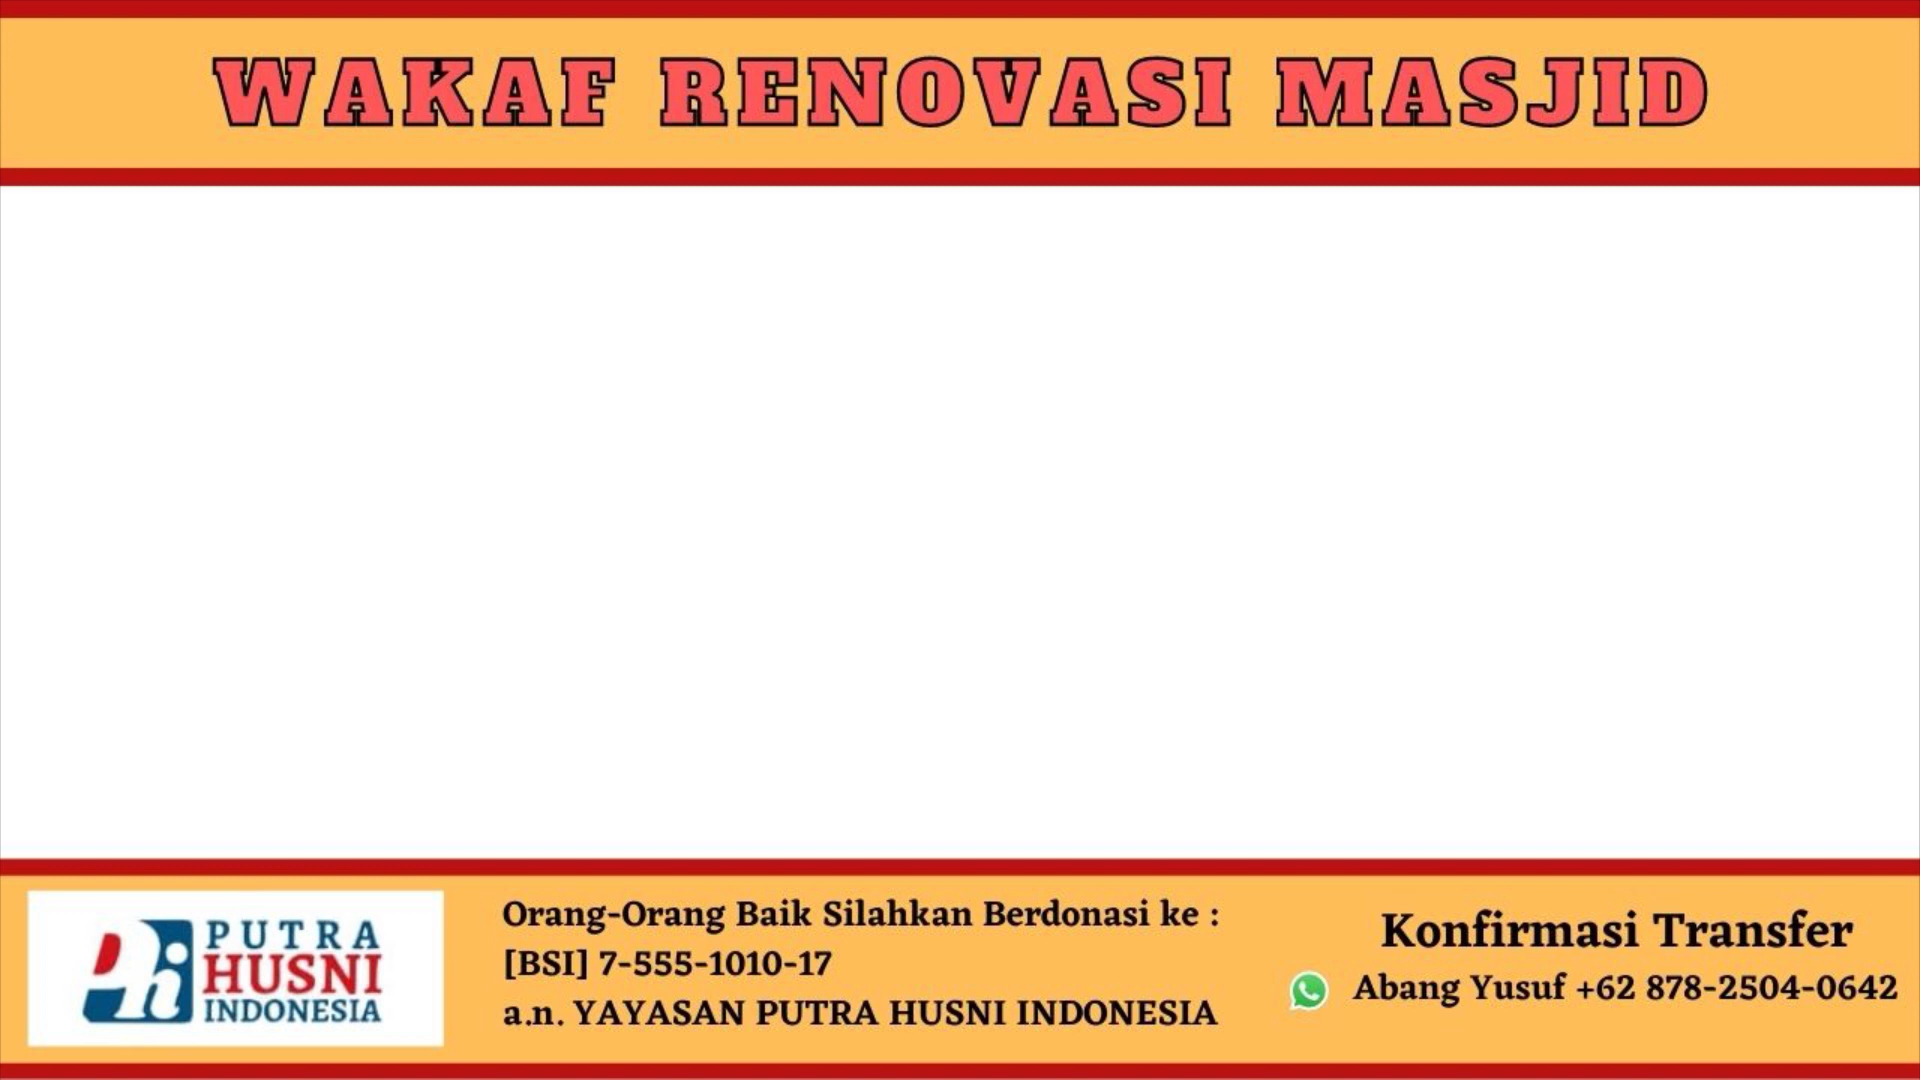 WAKAF RENOVASI MASJID
PUTRA
HUSNI
INDONESIA
Orang-Orang Baik Silahkan Berdonasi ke :
[BSI] 7-555-1010-17
a.n. YAYASAN PUTRA HUSNI INDONESIA
Konfirmasi Transfer
Abang Yusuf +62 878-2504-0642